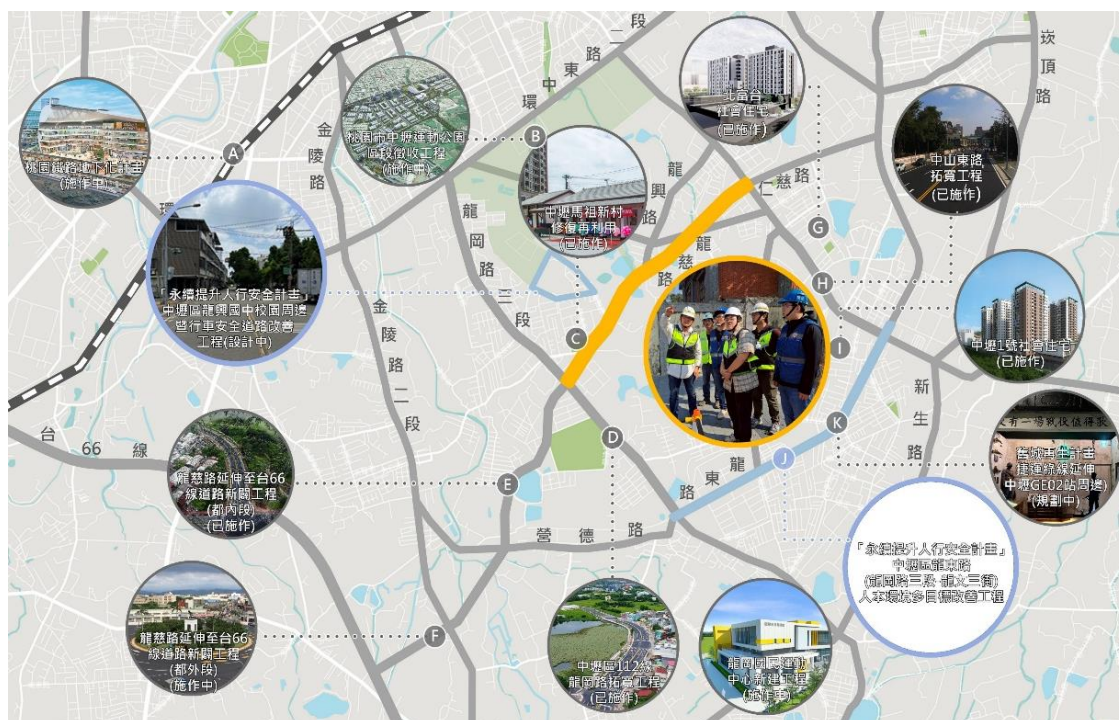 環中東路二段
崁頂路
金陵路
桃園鐵路地下化計畫
(施作中)
A
桃園市中壢運動公園
區段徵收工程
(施作中)
B
北富台
社會住宅
(已施作)
中山東路
拓寬工程
(已施作)
中壢馬祖新村
修復再利用
(已施作)
龍興路
仁慈路
G
環
龍岡路三段
龍慈路
H
「永續提升人行安全計畫」
中壢區龍興國中校園周邊
暨行車安全道路改善
工程(設計中)
金陵路二段
C
I
中壢1號社會住宅
(已施作)
新生路
K
台66線
D
J
龍慈路延伸至台66
線道路新闢工程
(都內段)
(已施作)
E
龍東路
舊城再生計畫
捷運綠線延伸
中壢GE02站周邊)
(規劃中)
營德路
「永續提升人行安全計畫」
中壢區龍東路
(龍岡路三段-龍文三街)
人本環境多目標改善工程
龍慈路延伸至台66
線道路新闢工程
(都外段)
(施作中)
F
中壢區112線
龍岡路拓寬工程
(已施作)
龍岡國民運動
中心新建工程
(施作中)